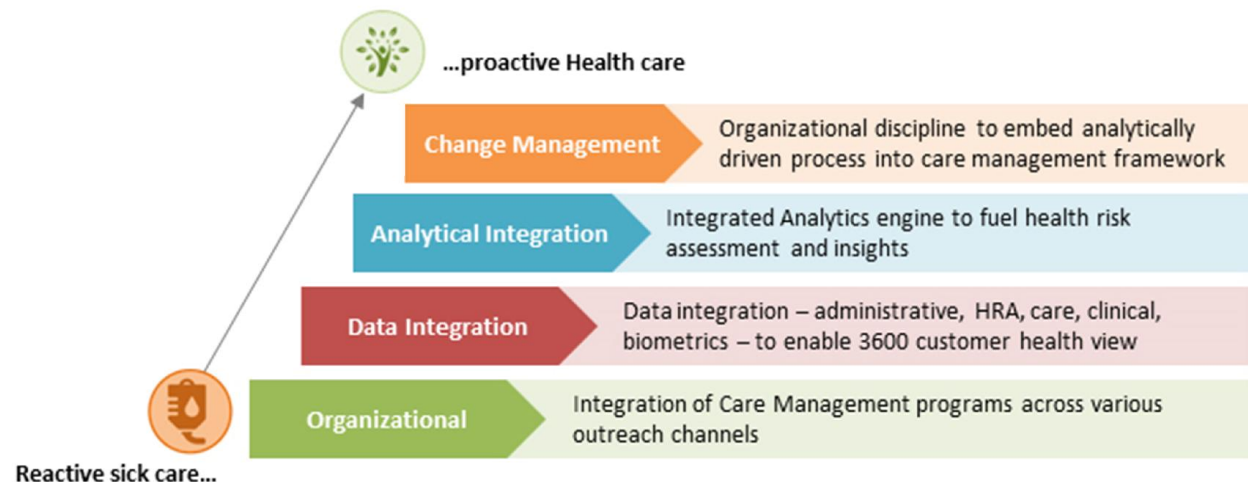 ...proactive Health care
Change Management
Organizational discipline to embed analytically
driven process into care management framework
Analytical Integration
Integrated Analytics engine to fuel health risk
assessment and insights
Data Integration
Data integration – administrative, HRA, care, clinical,
biometrics – to enable 3600 customer health view
Organizational
Integration of Care Management programs across various
outreach channels
Reactive sick care...